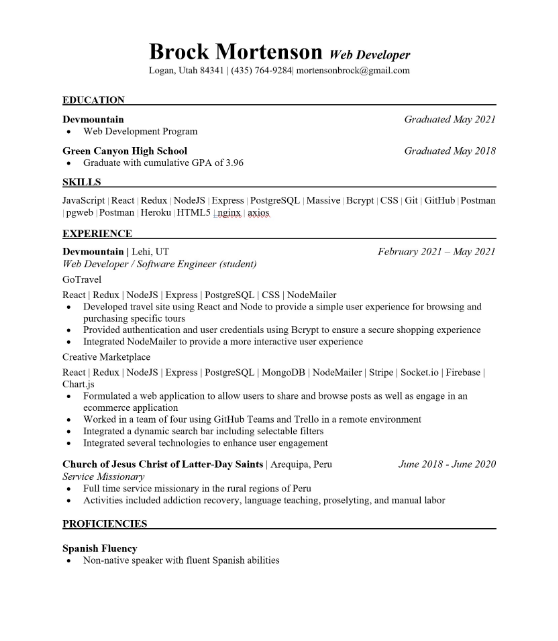 Brock Mortenson Web Developer
Logan, Utah 84341 | (435) 764-9284| mortensonbrock@gmail.com
EDUCATION
Devmountain Graduated May 2021
• Web Development Program
Green Canyon High School Graduated May 2018
• Graduate with cumulative GPA of 3.96
SKILLS
JavaScript | React | Redux | NodeJS | Express | PostgreSQL | Massive | Bcrypt | CSS | Git | GitHub | Postman
| pgweb | Postman | Heroku | HTML5 | nginx | axios
EXPERIENCE
Devmountain | Lehi, UT February 2021 – May 2021
Web Developer / Software Engineer (student)
GoTravel
React | Redux | NodeJS | Express | PostgreSQL | CSS | NodeMailer
• Developed travel site using React and Node to provide a simple user experience for browsing and
purchasing specific tours
• Provided authentication and user credentials using Bcrypt to ensure a secure shopping experience
• Integrated NodeMailer to provide a more interactive user experience
Creative Marketplace
React | Redux | NodeJS | Express | PostgreSQL | MongoDB | NodeMailer | Stripe | Socket.io | Firebase |
Chart.js
• Formulated a web application to allow users to share and browse posts as well as engage in an
ecommerce application
• Worked in a team of four using GitHub Teams and Trello in a remote environment
• Integrated a dynamic search bar including selectable filters
• Integrated several technologies to enhance user engagement
Church of Jesus Christ of Latter-Day Saints | Arequipa, Peru June 2018 - June 2020
Service Missionary
• Full time service missionary in the rural regions of Peru
• Activities included addiction recovery, language teaching, proselyting, and manual labor
PROFICIENCIES
Spanish Fluency
• Non-native speaker with fluent Spanish abilities